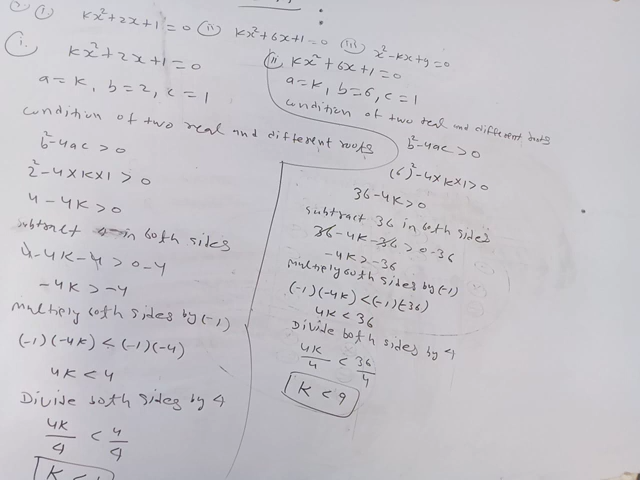 (i) Kx²+2x+1=0 (ii) Kx²+6x+1=0 (iii) x²-Kx+9=0
(i. Kx²+2x+1=0
a=K, b=2, c=1
condition of two real and different roots
b²-4ac>0
2²-4×K×1>0
4-4K>0
subtract 4 in both sides
4-4K-4>0-4
-4K>-4
multiply both sides by (-1)
(-1)(-4K)<(-1)(-4)
4K<4
Divide both sides by 4
4K/4 < 4/4
(ii Kx²+6x+1=0
a=K, b=6, c=1
condition of two real and different roots
b²-4ac>0
(6)²-4×K×1>0
36-4K>0
subtract 36 in both sides
36-4K-36>0-36
-4K>-36
multiply both sides by (-1)
(-1)(-4K)<(-1)(-36)
4K<36
Divide both sides by 4
4K/4 < 36/4
K<9